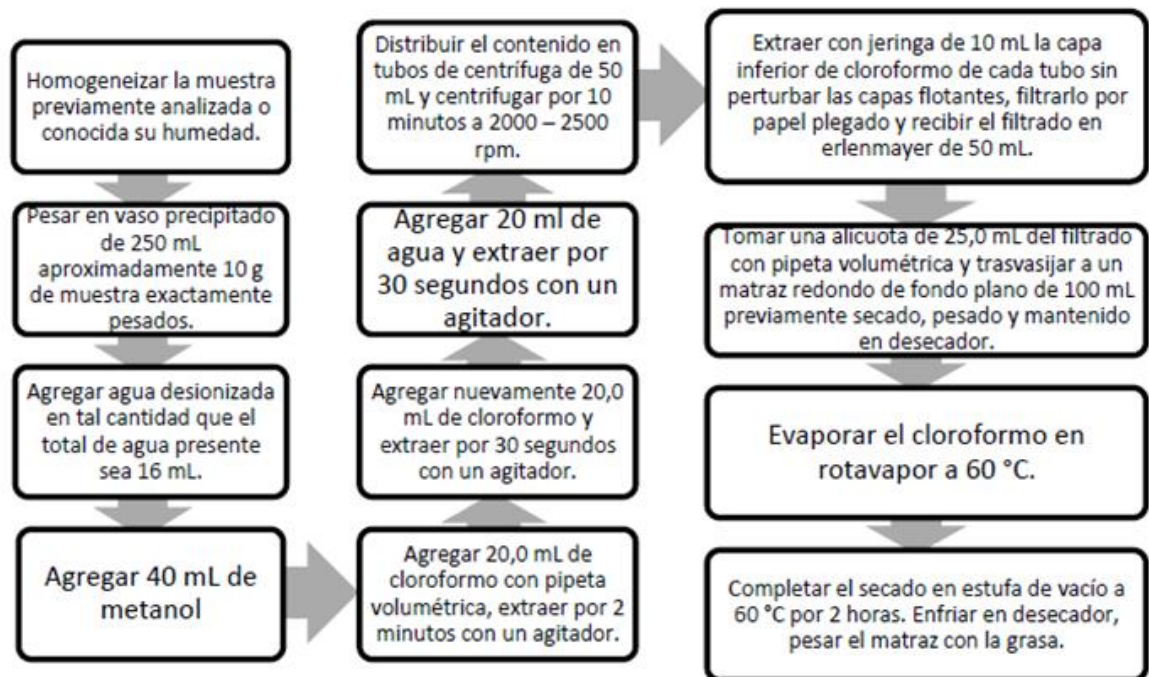 Homogeneizar la muestra
previamente analizada o
conocida su humedad.
Pesar en vaso precipitado
de 250 mL
aproximadamente 10 g
de muestra exactamente
pesados.
Agregar agua desionizada
en tal cantidad que el
total de agua presente
sea 16 mL.
Agregar 40 mL de
metanol
Agregar 20,0 mL de
cloroformo con pipeta
volumétrica, extraer por 2
minutos con un agitador.
Agregar nuevamente 20,0
mL de cloroformo y
extraer por 30 segundos
con un agitador.
Agregar 20 ml de
agua y extraer por
30 segundos con un
agitador.
Distribuir el contenido en
tubos de centrífuga de 50
mL y centrifugar por 10
minutos a 2000 – 2500
rpm.
Extraer con jeringa de 10 mL la capa
inferior de cloroformo de cada tubo sin
perturbar las capas flotantes, filtrarlo por
papel plegado y recibir el filtrado en
erlenmayer de 50 mL.
Tomar una alicuota de 25,0 mL del filtrado
con pipeta volumétrica y trasvasijar a un
matraz redondo de fondo plano de 100 mL
previamente secado, pesado y mantenido
en desecador.
Evaporar el cloroformo en
rotavapor a 60 °C.
Completar el secado en estufa de vacío a
60 °C por 2 horas. Enfriar en desecador,
pesar el matraz con la grasa.